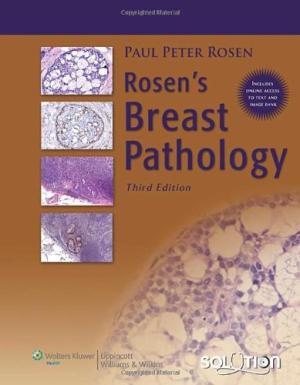 PAUL PETER ROSEN
Rosen's
Breast
Pathology
Third Edition
INCLUDES
ONLINE ACCESS
TO TEXT AND
IMAGE BANK
Wolters Kluwer
Health
Lippincott
Williams & Wilkins
SOLUTION